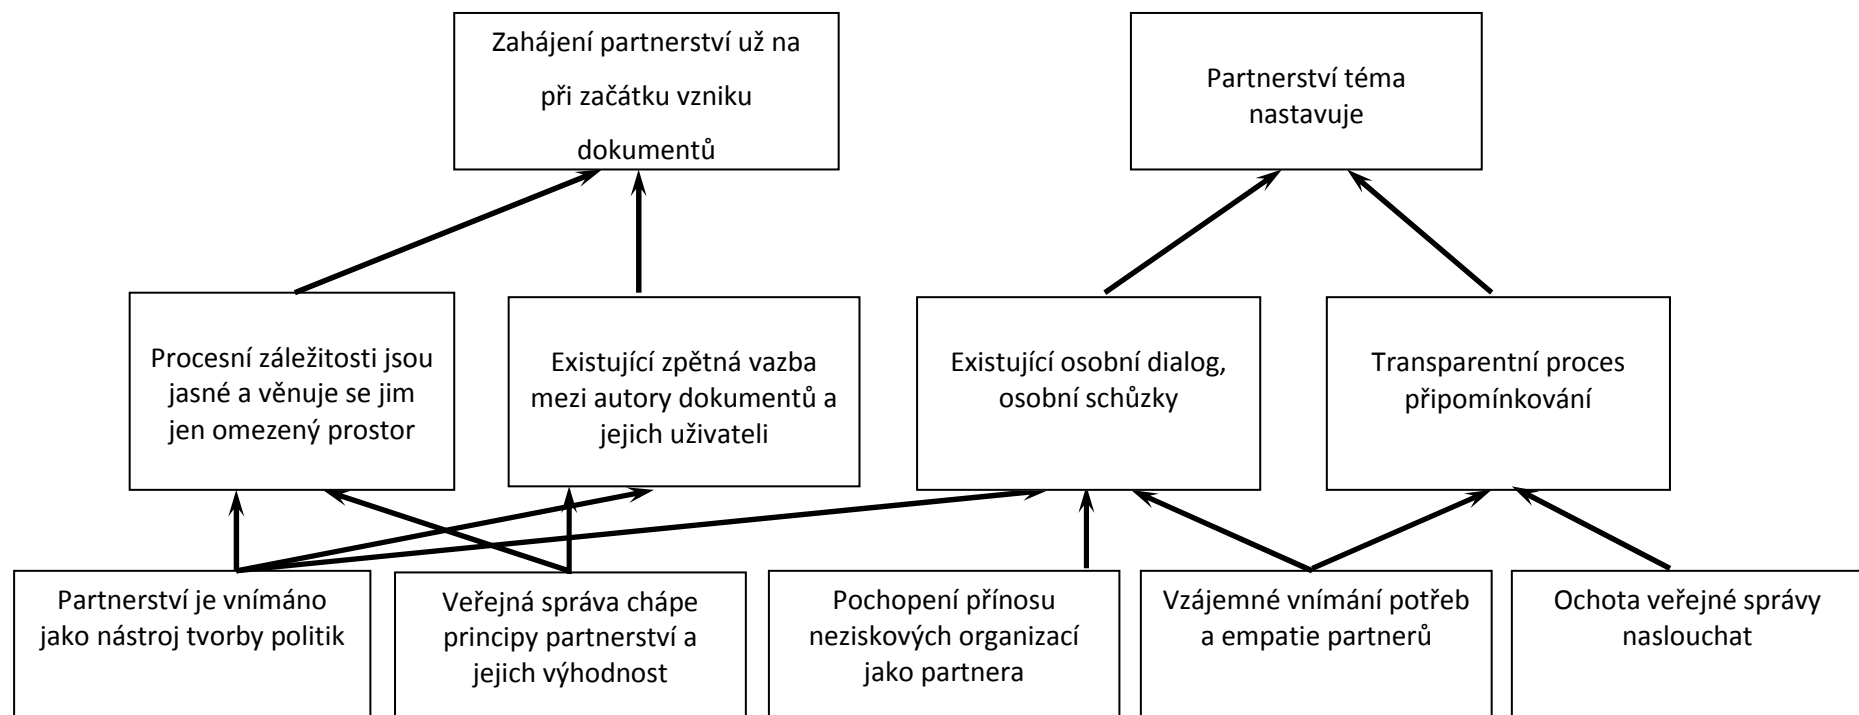 Zahájení partnerství už na
při začátku vzniku
dokumentů
Partnerství téma
nastavuje
Procesní záležitosti jsou
jasné a věnuje se jim
jen omezený prostor
Existující zpětná vazba
mezi autory dokumentů a
jejich uživateli
Existující osobní dialog,
osobní schůzky
Transparentní proces
připomínkování
Partnerství je vnímáno
jako nástroj tvorby politik
Veřejná správa chápe
principy partnerství a
jejich výhodnost
Pochopení přínosu
neziskových organizací
jako partnera
Vzájemné vnímání potřeb
a empatie partnerů
Ochota veřejné správy
naslouchat